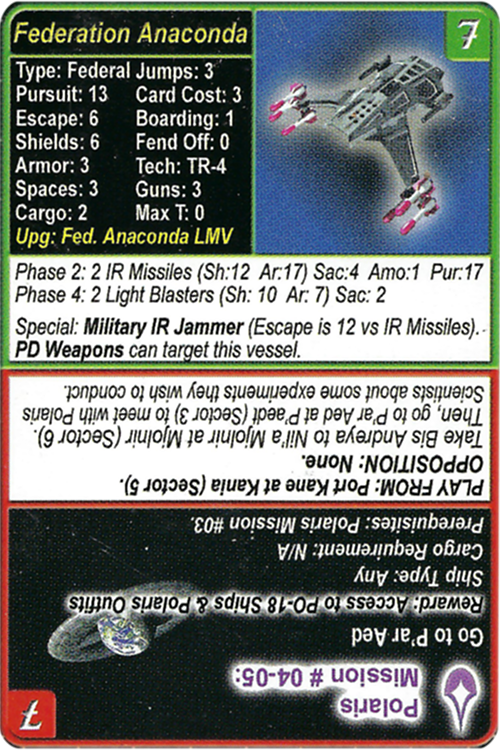 Federation Anaconda
7
Type: Federal Jumps: 3
Pursuit: 13 Card Cost: 3
Escape: 6 Boarding: 1
Shields: 6 Fend Off: 0
Armor: 3 Tech: TR-4
Spaces: 3 Guns: 3
Cargo: 2 Max T: 0
Upg: Fed. Anaconda LMV
Phase 2: 2 IR Missiles (Sh:12 Ar:17) Sac:4 Amo:1 Pur:17
Phase 4: 2 Light Blasters (Sh: 10 Ar: 7) Sac: 2
Special: Military IR Jammer (Escape is 12 vs IR Missiles).
PD Weapons can target this vessel.
7
Polaris
Mission # 04-05:
Go to P'ar Aed
Reward: Access to PO-18 Ships & Polaris Outfits
Ship Type: Any
Cargo Requirement: N/A
Prerequisites: Polaris Mission #03.
PLAY FROM: Port Kane at Kania (Sector 5).
OPPOSITION: None.
Take Bis Andreya to Nil'a Mjolnir at Mjolnir (Sector 6).
Then, go to P'ar Aed at P'aedt (Sector 3) to meet with Polaris
Scientists about some experiments they wish to conduct.